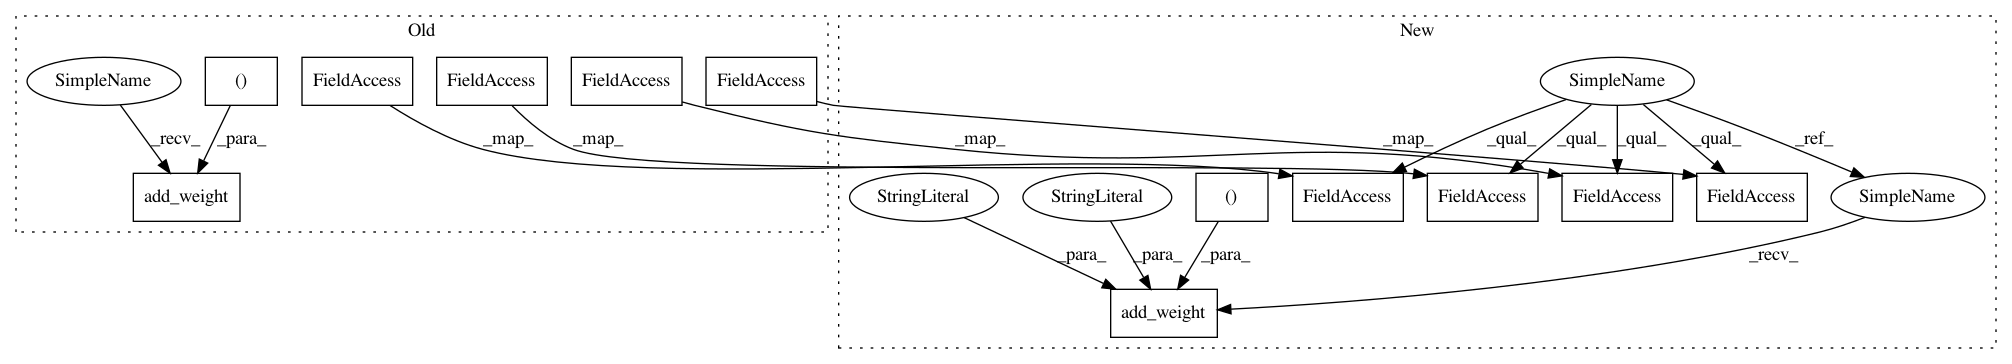 Old
New
SimpleName
()
FieldAccess
FieldAccess
FieldAccess
FieldAccess
SimpleName
_recv_
_para_
_map_
_map_
_map_
_map_
_qual_
_qual_
_qual_
_qual_
_ref_
add_weight
StringLiteral
StringLiteral
()
FieldAccess
FieldAccess
FieldAccess
FieldAccess
SimpleName
_para_
_para_
_para_
_recv_
add_weight